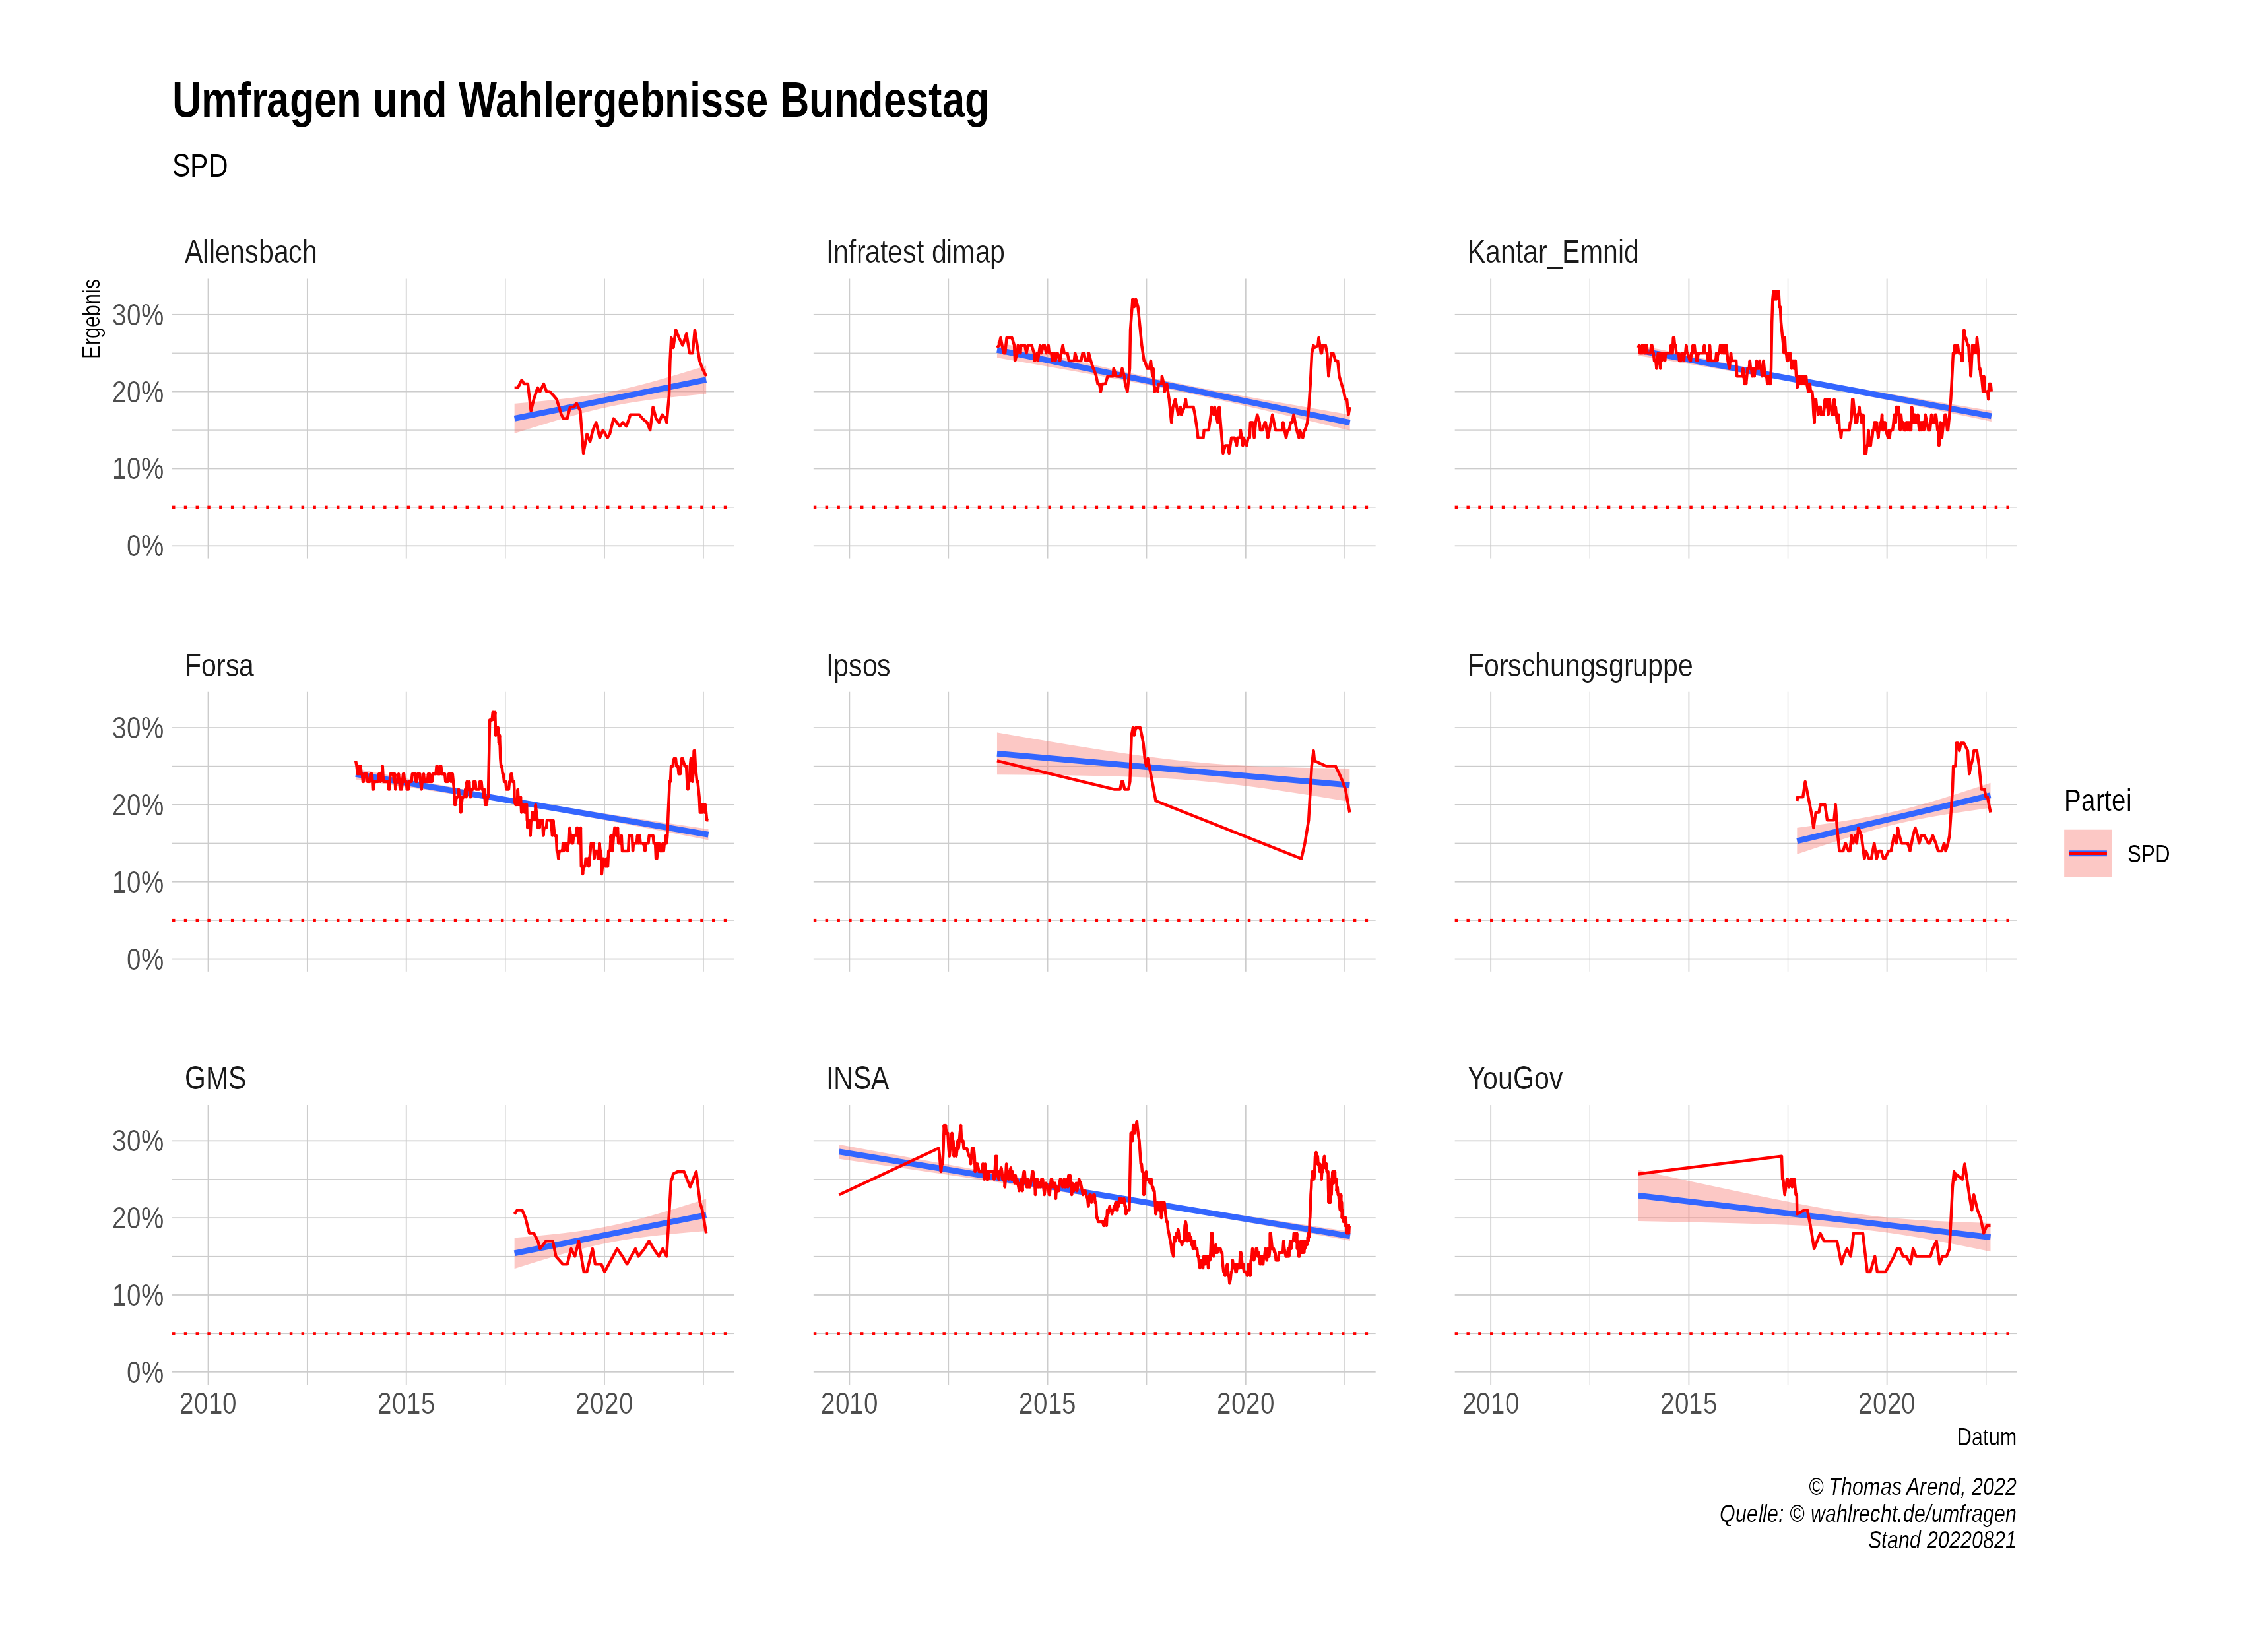 Umfragen und Wahlergebnisse Bundestag
SPD
Allensbach
Infratest dimap
Kantar_Emnid
Ergebnis
30%
20%
10%
0%
Forsa
Ipsos
Forschungsgruppe
30%
20%
10%
0%
Partei
SPD
GMS
INSA
YouGov
30%
20%
10%
0%
2010 2015 2020 2010 2015 2020 2010 2015 2020
Datum
© Thomas Arend, 2022
Quelle: © wahlrecht.de/umfragen
Stand 20220821